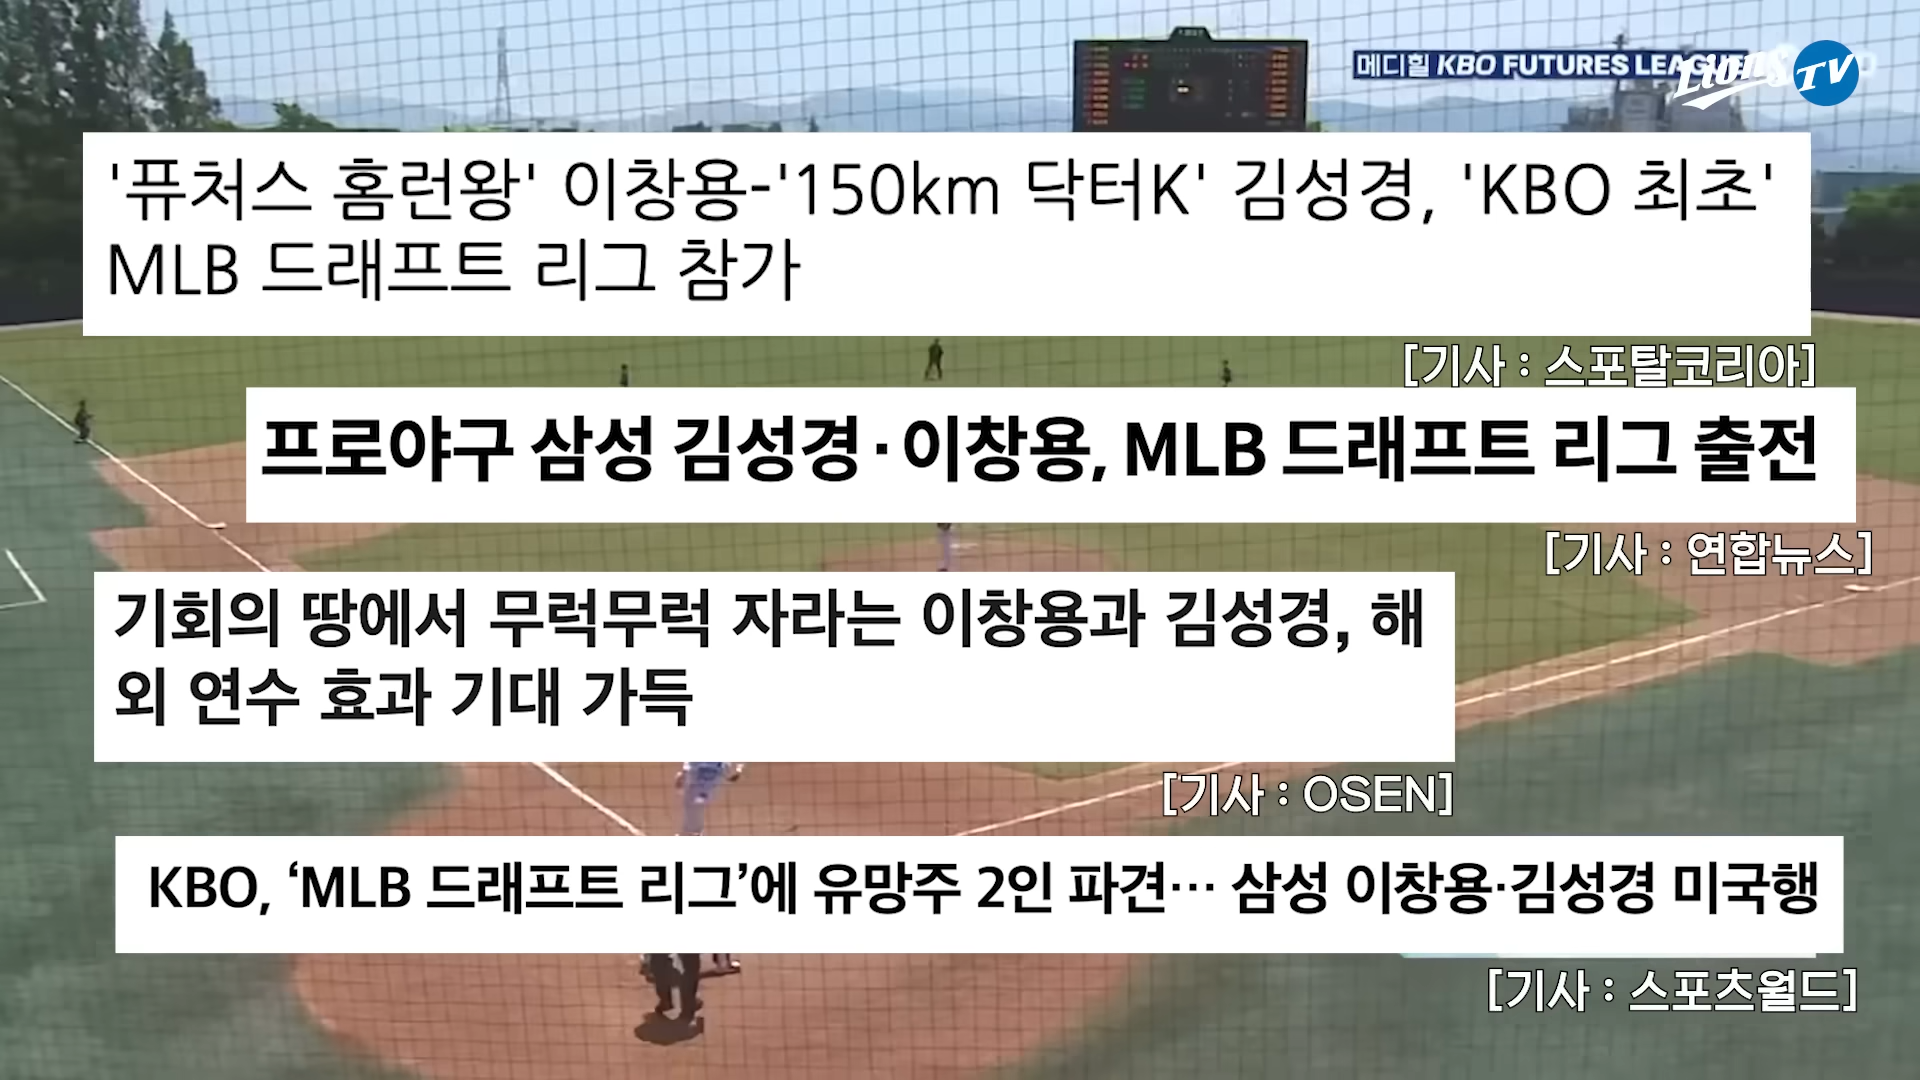 메디힐 KBO FUTURES LEAGUE
Lions TV
'퓨처스 홈런왕' 이창용-'150km 닥터K' 김성경, 'KBO 최초'
MLB 드래프트 리그 참가
[기사 : 스포탈코리아]
프로야구 삼성 김성경·이창용, MLB 드래프트 리그 출전
[기사 : 연합뉴스]
기회의 땅에서 무럭무럭 자라는 이창용과 김성경, 해
외 연수 효과 기대 가득
[기사 : OSEN]
KBO, ‘MLB 드래프트 리그’에 유망주 2인 파견… 삼성 이창용·김성경 미국행
[기사 : 스포츠월드]